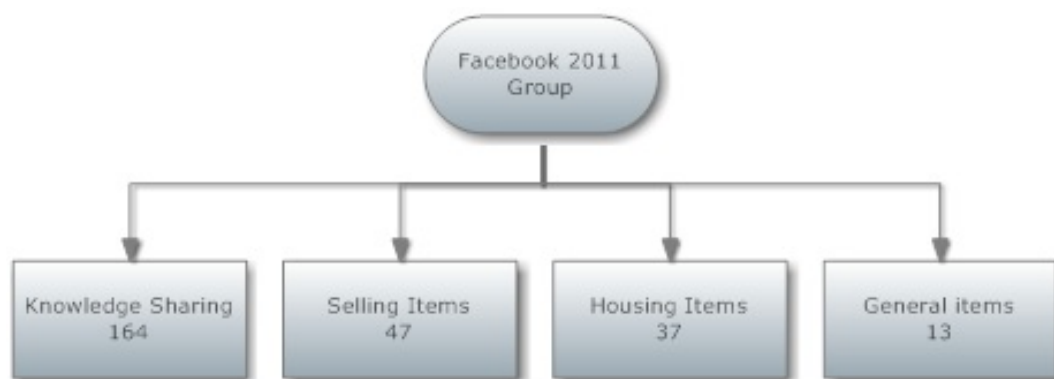 Facebook 2011
Group
Knowledge Sharing
164
Selling Items
47
Housing Items
37
General items
13